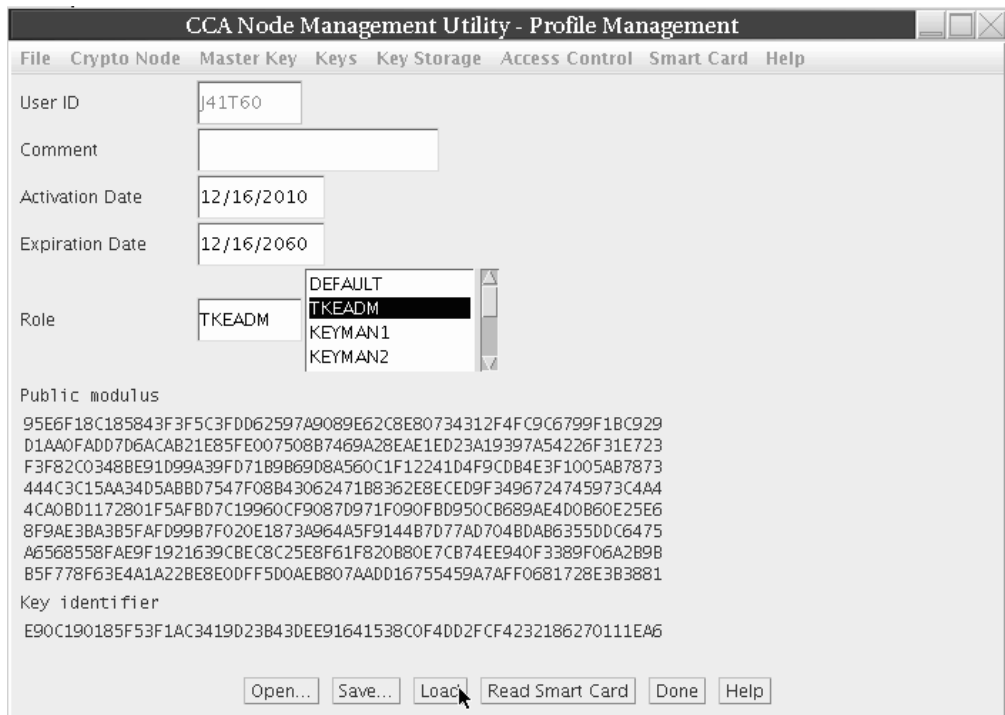 CCA Node Management Utility - Profile Management
File Crypto Node Master Key Keys Key Storage Access Control Smart Card Help
User ID J41T60
Comment
Activation Date 12/16/2010
Expiration Date 12/16/2060
DEFAULT
TKEADM
Role TKEADM
KEYMAN1
KEYMAN2
Public modulus
95E6F18C185843F3F5C3FDD62597A9089E62C8E80734312F4FC9C6799F1BC929
D1AA0FADD7D6ACAB21E85FE007508B7469A28EAE1ED23A19397A54226F31E723
F3F82C0348BE91D99A39FD71B9B69D8A560C1F12241D4F9CDB4E3F1005AB7873
444C3C15AA34D5ABBD7547F08B43062471B8362E8ECED9F3496724745973C4A4
4CA0BD1172801F5AFBD7C19960CF9087D971F090FBD950CB689AE4D0B60E25E6
8F9AE3BA3B5FAFD99B7F020E1873A964A5F9144B7D77AD704BDAB6355DDC6475
A6568558FAE9F1921639CBEC8C25E8F61F820B80E7CB74EE940F3389F06A2B9B
B5F778F63E4A1A22BE8E0DFF5D0AEB807AADD16755459A7AFF0681728E3B3881
Key identifier
E90C190185F53F1AC3419D23B43DEE91641538C0F4DD2FCF4232186270111EA6
Open... Save... Load Read Smart Card Done Help